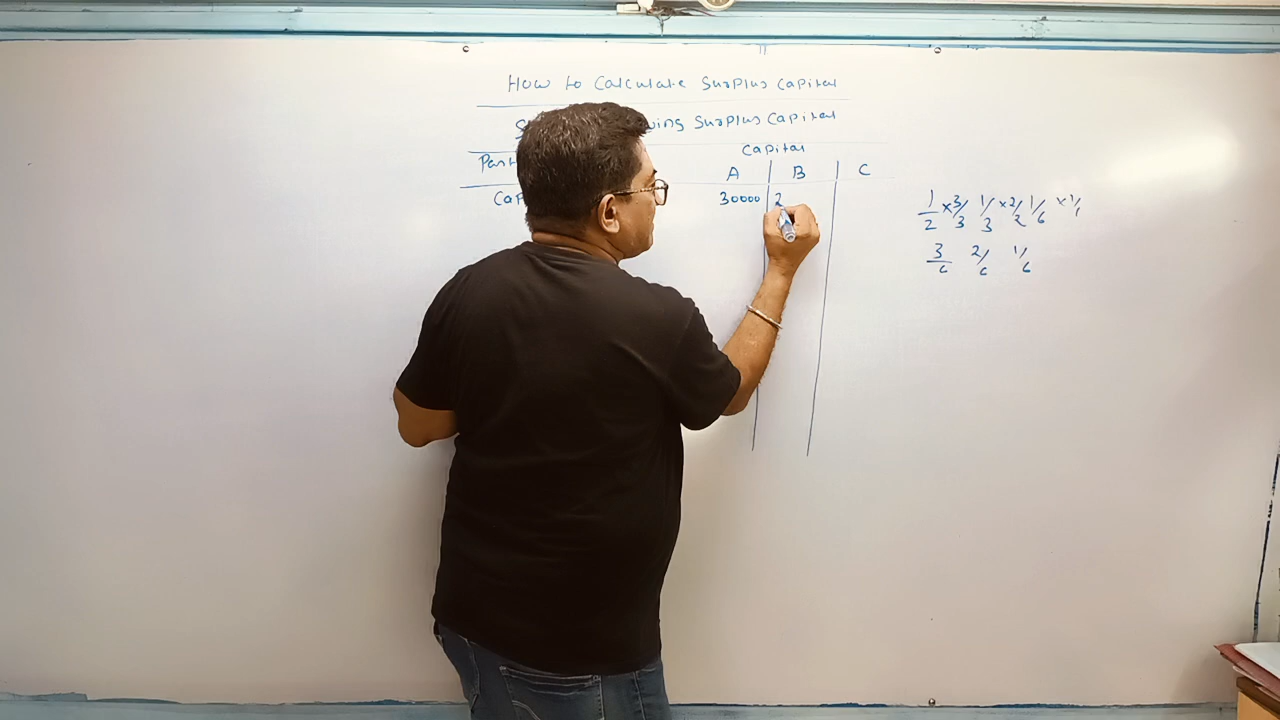 How to Calculate Surplus Capital
Surplus Capital
Capital
A B C
30000 2
1/2 ×3/3 1/3 ×2/2 1/6 ×1/1
3/6 2/6 1/6